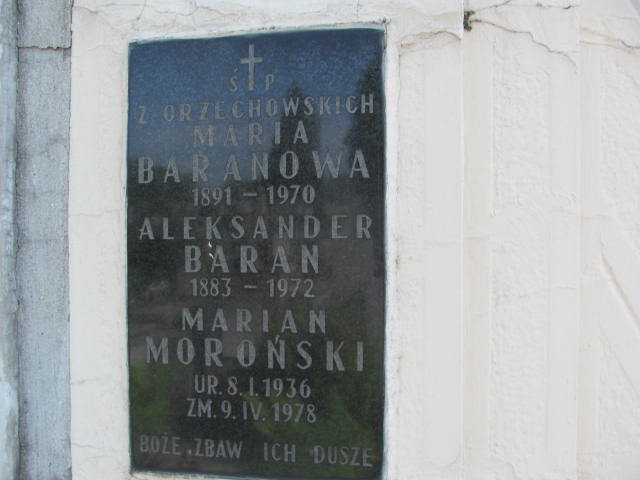 Ś P
Z ORZECHOWSKICH
MARIA
BARANOWA
1891 – 1970
ALEKSANDER
BARAN
1883 – 1972
MARIAN
MOROŃSKI
UR. 8. I. 1936
ZM. 9. IV. 1978
BOŻE ZBAW ICH DUSZE